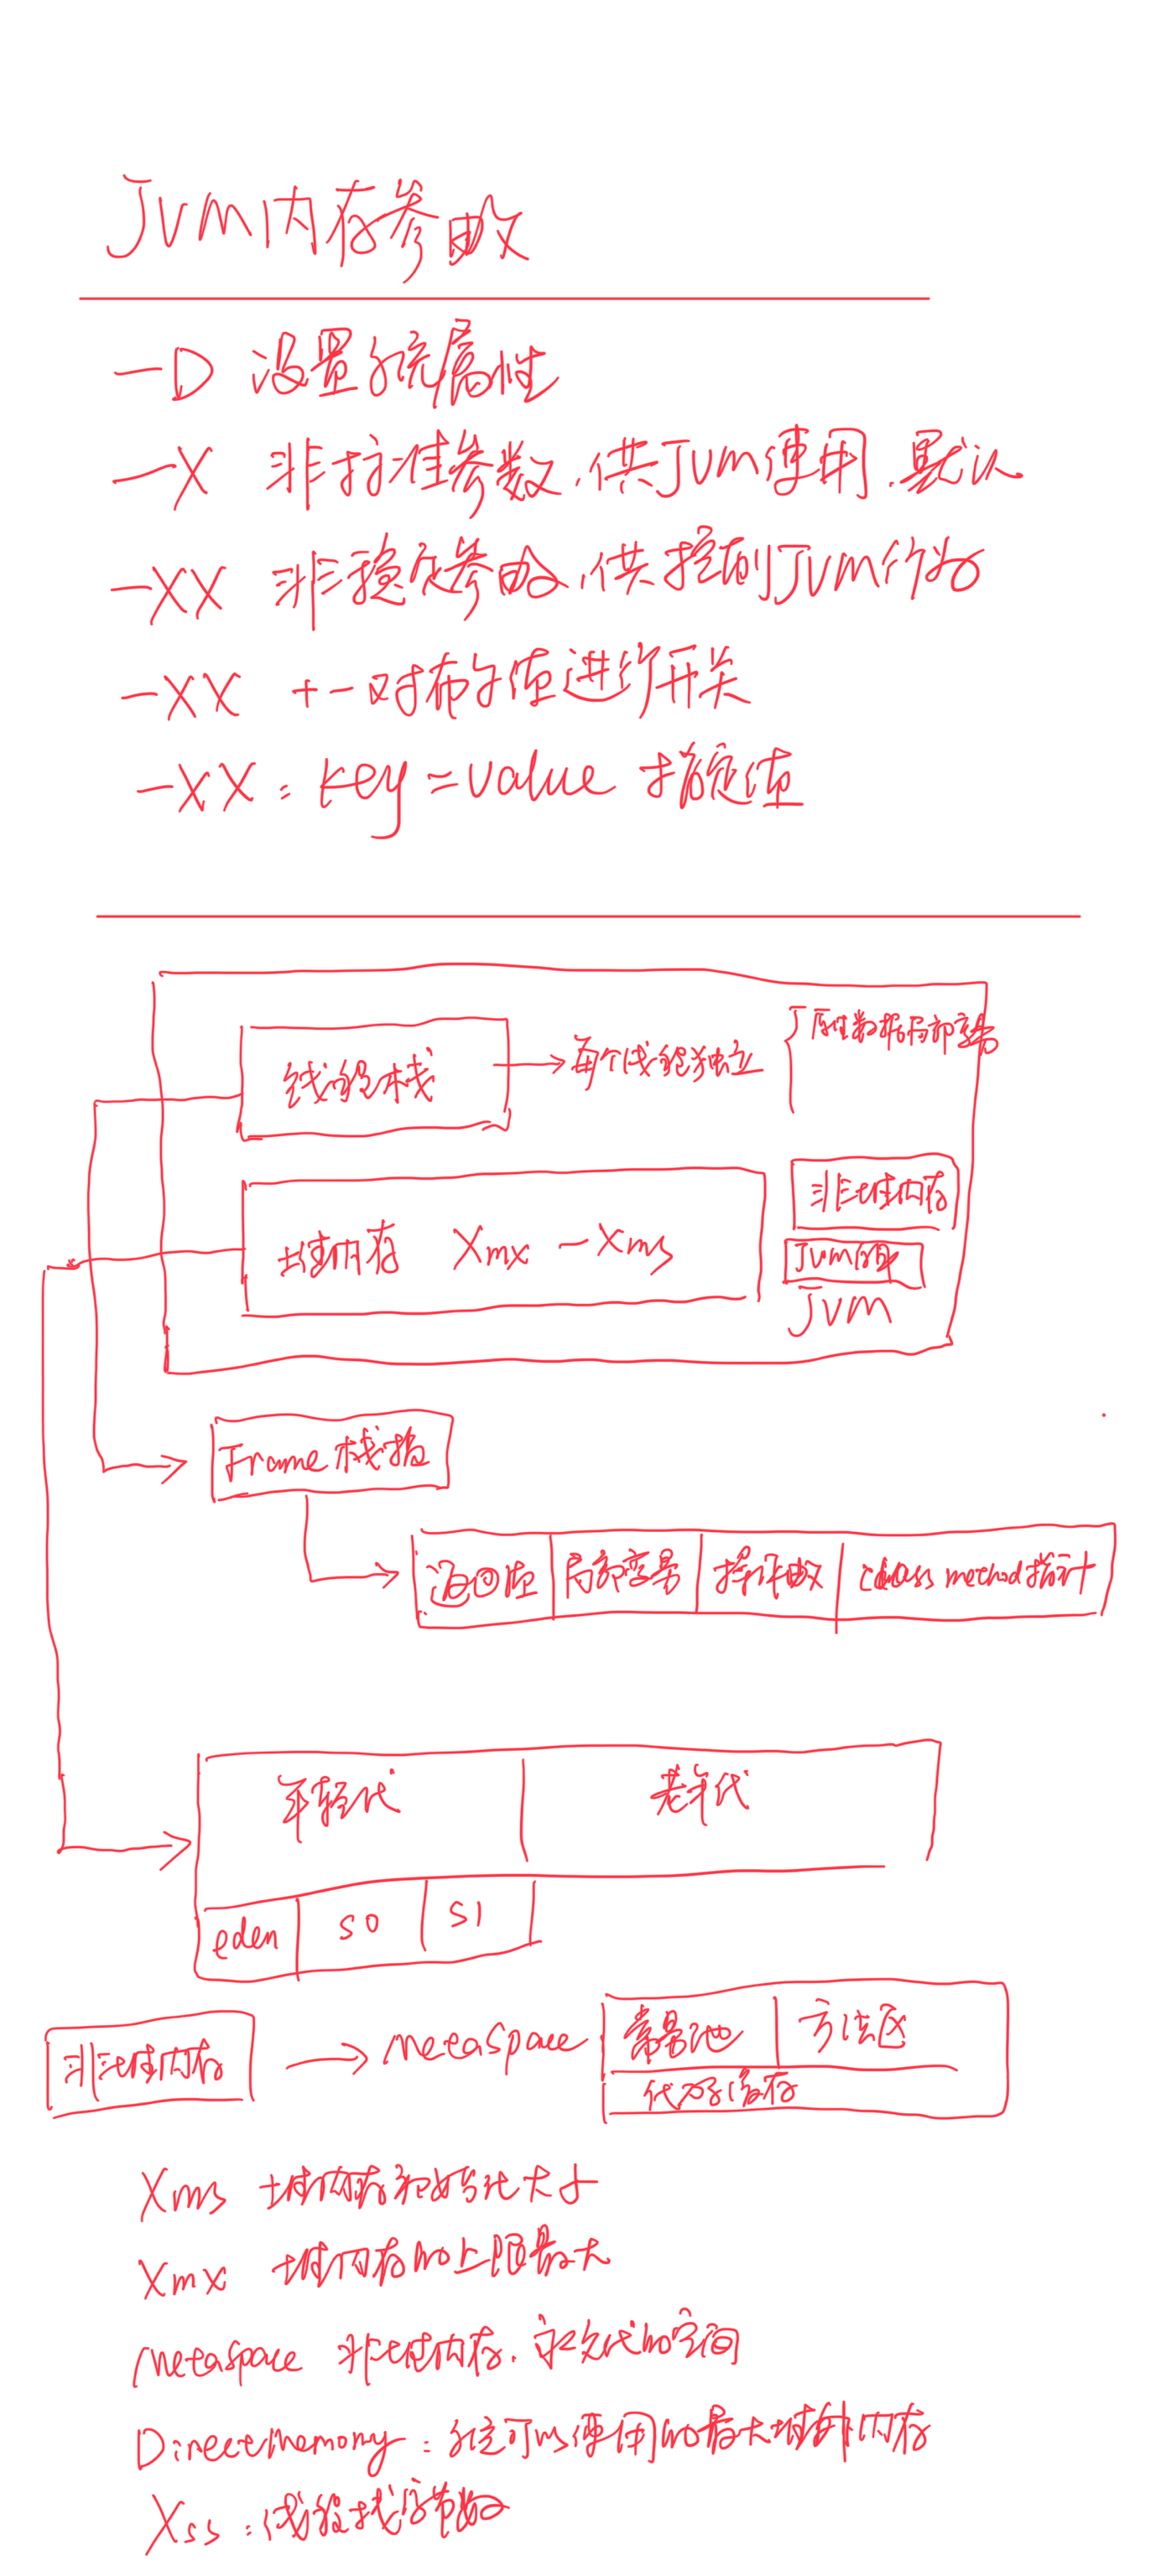 JVM内存参数
-D 设置系统属性
-X 非标准参数，供JVM使用，默认
-XX 非稳定参数，供控制JVM行为
-XX +-对布尔值进行开关
-XX：key=value 指定值
线程栈
每个线程独立
原生数据局部变量
堆内存 Xmx -Xms
非堆内存
JVM
JVM
Frame 栈报
返回值 局部变量 操作数 class method指针
年轻代 老年代
eden S0 S1
非堆内存
metaspace
常量池 方法区
代码缓存
Xms 堆内存初始化大小
Xmx 堆内存的上限最大
metaspace 非堆内存，永久代的空间
DirectMemory：系统可以使用的最大堆外内存
Xss：线程栈字节数